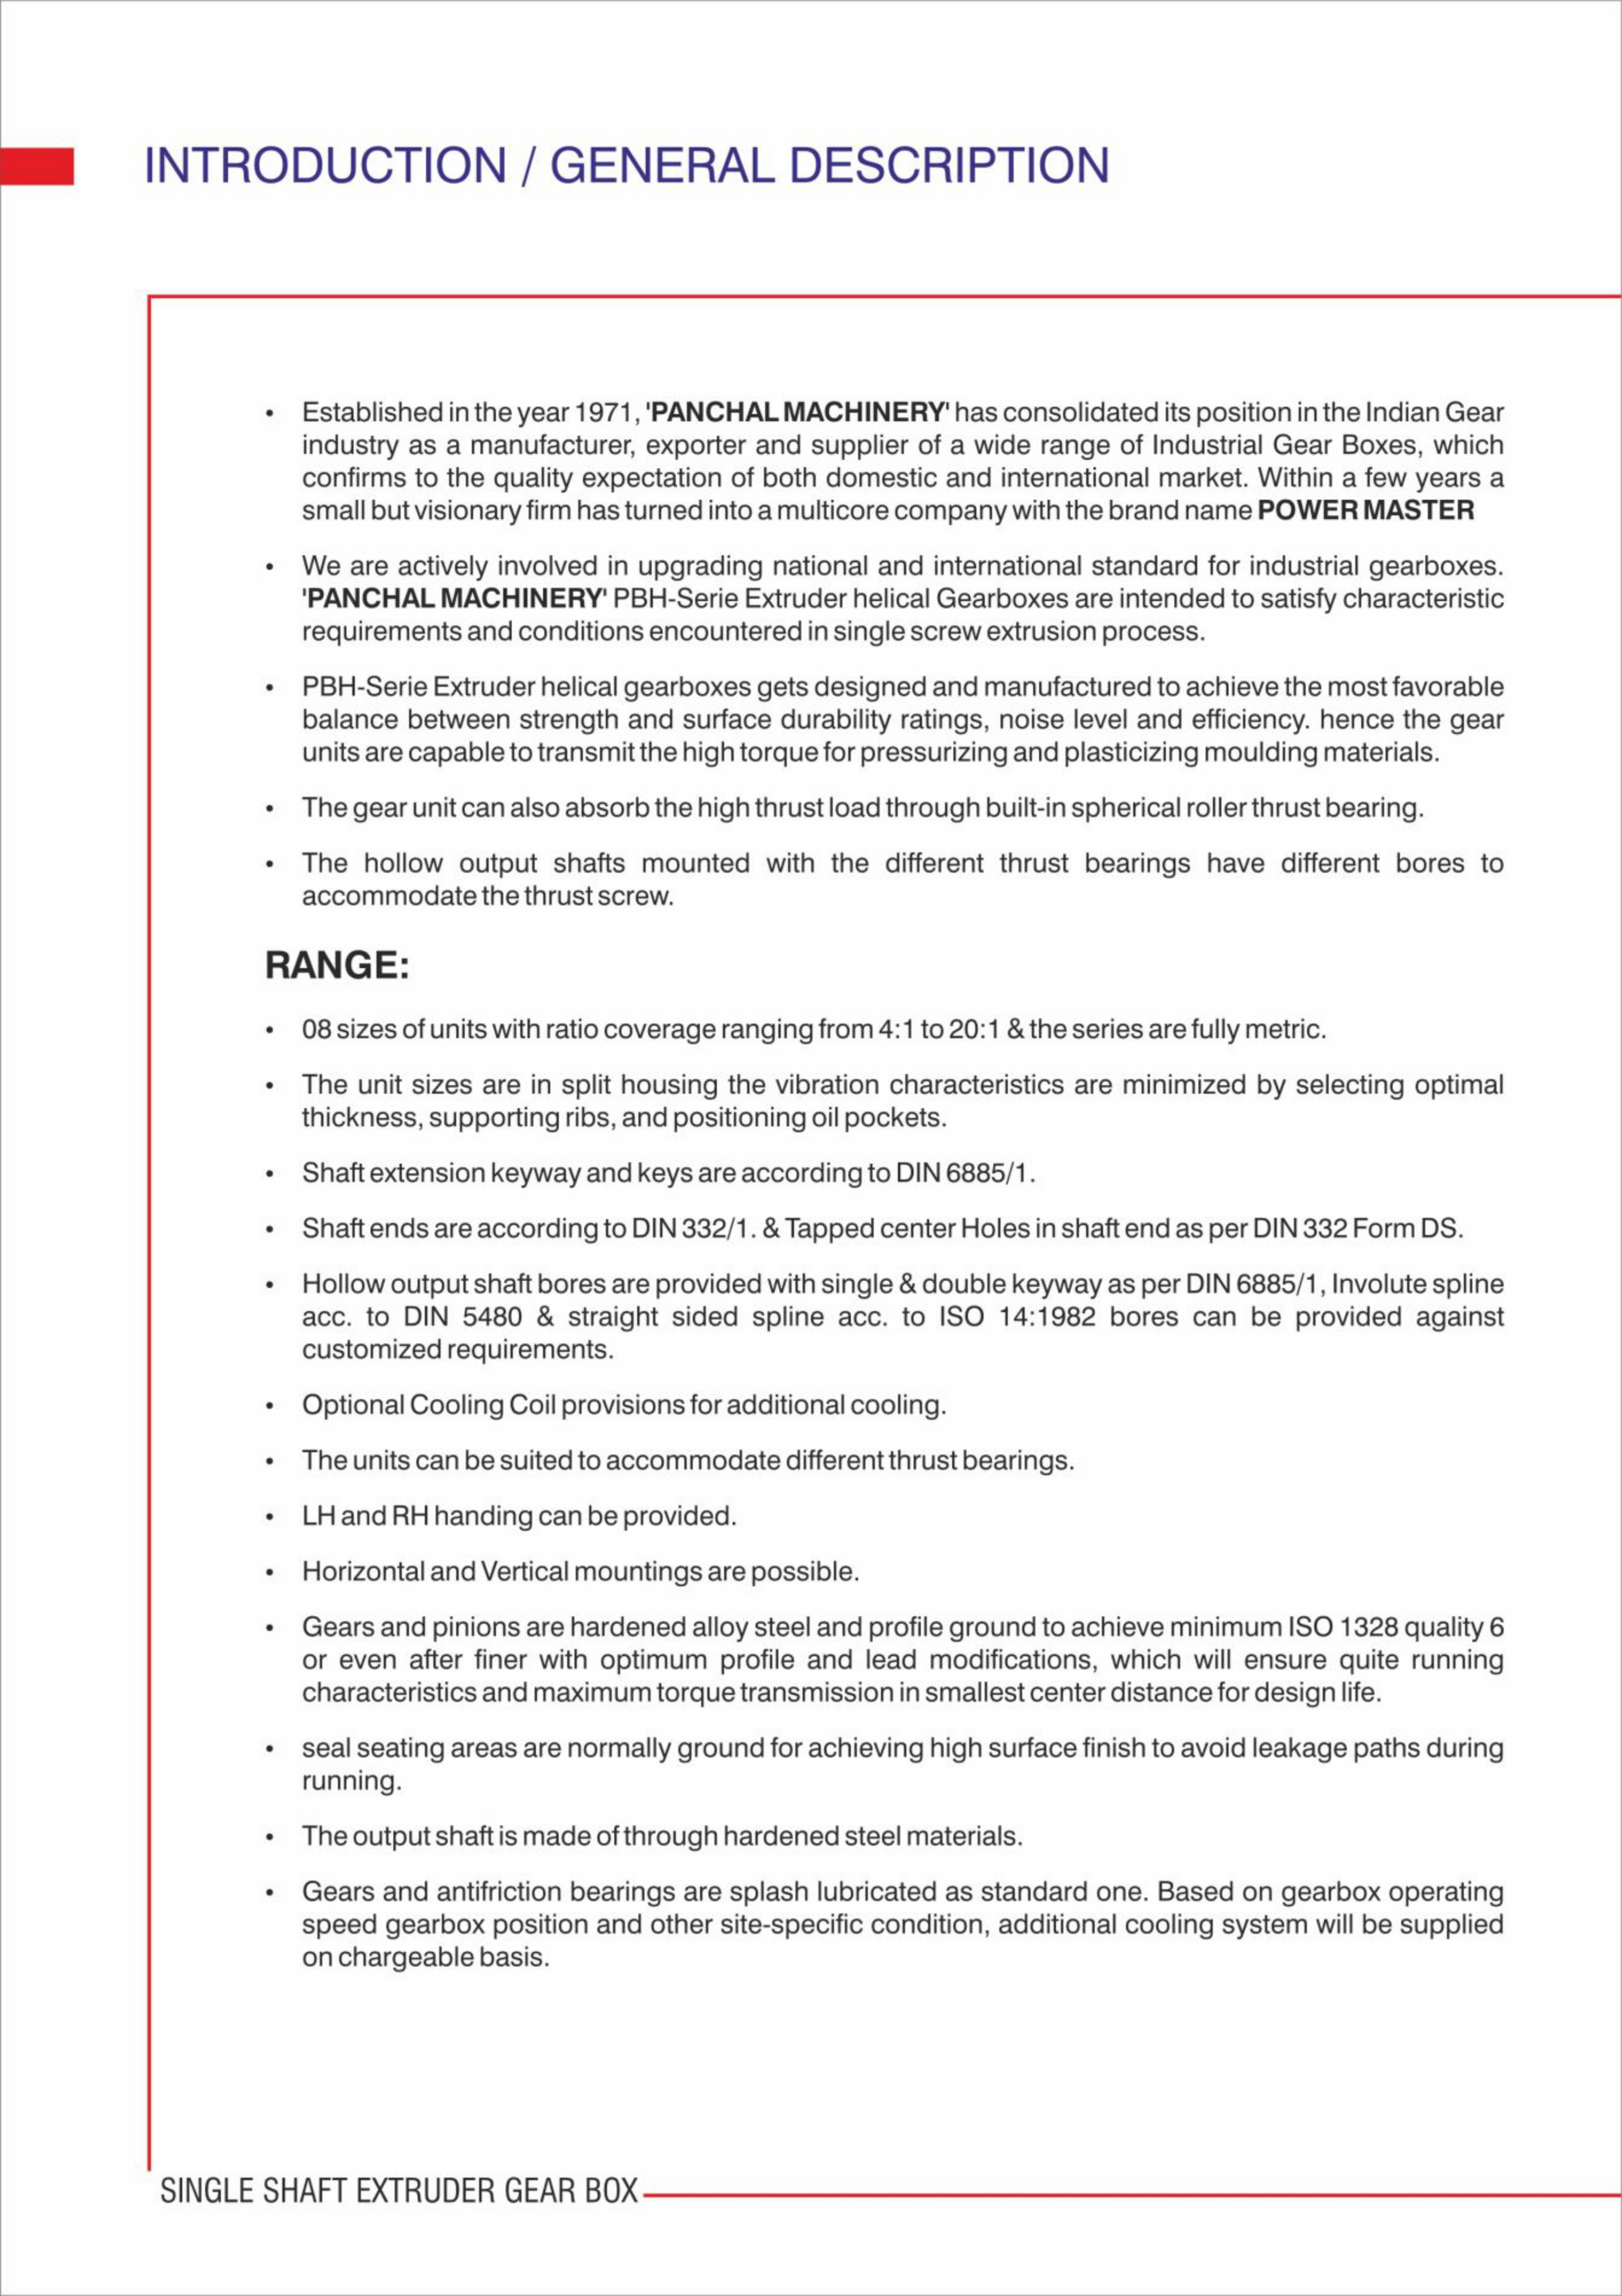 INTRODUCTION / GENERAL DESCRIPTION
• Established in the year 1971, 'PANCHAL MACHINERY' has consolidated its position in the Indian Gear
industry as a manufacturer, exporter and supplier of a wide range of Industrial Gear Boxes, which
confirms to the quality expectation of both domestic and international market. Within a few years a
small but visionary firm has turned into a multicore company with the brand name POWER MASTER
• We are actively involved in upgrading national and international standard for industrial gearboxes.
'PANCHAL MACHINERY' PBH-Serie Extruder helical Gearboxes are intended to satisfy characteristic
requirements and conditions encountered in single screw extrusion process.
• PBH-Serie Extruder helical gearboxes gets designed and manufactured to achieve the most favorable
balance between strength and surface durability ratings, noise level and efficiency. hence the gear
units are capable to transmit the high torque for pressurizing and plasticizing moulding materials.
• The gear unit can also absorb the high thrust load through built-in spherical roller thrust bearing.
• The hollow output shafts mounted with the different thrust bearings have different bores to
accommodate the thrust screw.
RANGE:
• 08 sizes of units with ratio coverage ranging from 4:1 to 20:1 & the series are fully metric.
• The unit sizes are in split housing the vibration characteristics are minimized by selecting optimal
thickness, supporting ribs, and positioning oil pockets.
• Shaft extension keyway and keys are according to DIN 6885/1.
• Shaft ends are according to DIN 332/1. & Tapped center Holes in shaft end as per DIN 332 Form DS.
• Hollow output shaft bores are provided with single & double keyway as per DIN 6885/1, Involute spline
acc. to DIN 5480 & straight sided spline acc. to ISO 14:1982 bores can be provided against
customized requirements.
• Optional Cooling Coil provisions for additional cooling.
• The units can be suited to accommodate different thrust bearings.
• LH and RH handing can be provided.
• Horizontal and Vertical mountings are possible.
• Gears and pinions are hardened alloy steel and profile ground to achieve minimum ISO 1328 quality 6
or even after finer with optimum profile and lead modifications, which will ensure quite running
characteristics and maximum torque transmission in smallest center distance for design life.
• seal seating areas are normally ground for achieving high surface finish to avoid leakage paths during
running.
• The output shaft is made of through hardened steel materials.
• Gears and antifriction bearings are splash lubricated as standard one. Based on gearbox operating
speed gearbox position and other site-specific condition, additional cooling system will be supplied
on chargeable basis.
SINGLE SHAFT EXTRUDER GEAR BOX